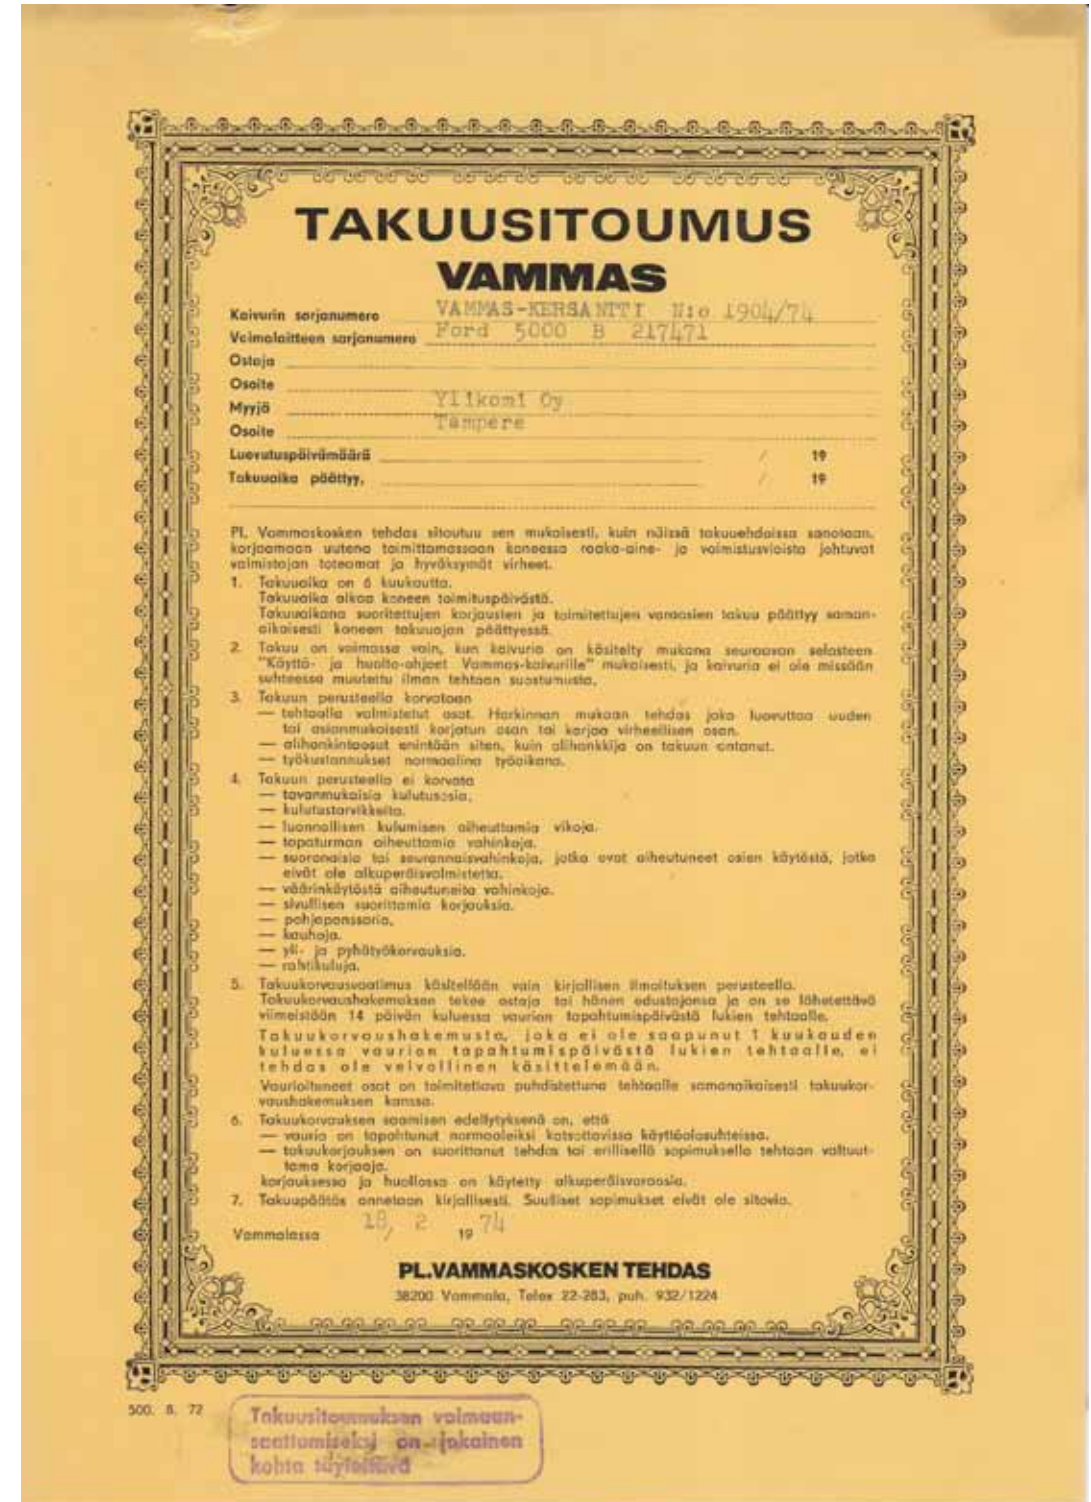 TAKUUSITOUMUS
VAMMAS
Kaivurin sarjanumero VAMMAS-KERSANTTI N:o 1904/74
Voimalaitteen sarjanumero Ford 5000 B 217471
Ostaja
Osoite
Myyjä Ylikomi Oy
Osoite Tampere
Luovutuspäivämäärä / 19
Takuuaika päättyy, / 19
PL. Vammaskosken tehdas sitoutuu sen mukaisesti, kuin näissä takuuehdoissa sanotaan,
korjaamaan uutena toimittamassaan koneessa raaka-aine- ja valmistusvioista johtuvat
valmistajan toteamat ja hyväksymät virheet.
1. Takuuaika on 6 kuukautta.
Takuuaika alkaa koneen toimituspäivästä.
Takuuaikana suoritettujen korjausten ja toimitettujen varaosien takuu päättyy saman-
aikaisesti koneen takuuajan päättyessä.
2. Takuu on voimassa vain, kun kaivuria on käsitelty mukana seuraavan selosteen
"Käyttö- ja huolto-ohjeet Vammas-kaivurille" mukaisesti, ja kaivuria ei ole missään
suhteessa muutettu ilman tehtaan suostumusta.
3. Takuun perusteella korvataan
— tehtaalla valmistetut osat. Harkinnan mukaan tehdas joko luovuttaa uuden
tai asianmukaisesti korjatun osan tai korjaa virheellisen osan.
— alihankintaosut enintään siten, kuin alihankkija on takuun antanut.
— työkustannukset normaalina työaikana.
4. Takuun perusteella ei korvata
— tavanmukaisia kulutusosia.
— kulutustarvikkeita.
— luonnollisen kulumisen aiheuttamia vikoja.
— tapaturman aiheuttamia vahinkoja.
— suoranaisia tai seurannaisvahinkoja, jotka ovat aiheutuneet osien käytöstä, jotka
eivät ole alkuperäisvalmistetta.
— väärinkäytöstä aiheutuneita vahinkoja.
— sivullisen suorittamia korjauksia.
— pohjapanssaria.
— kauhoja.
— yli- ja pyhätyökorvauksia.
— rahtikuluja.
5. Takuukorvausvaatimus käsitellään vain kirjallisen ilmoituksen perusteella.
Takuukorvaushakemuksen tekee ostaja tai hänen edustajansa ja on se lähetettävä
viimeistään 14 päivän kuluessa vaurion tapahtumispäivästä lukien tehtaalle.
Takuukorvaushakemusta, joka ei ole saapunut 1 kuukauden
kuluessa vaurion tapahtumispäivästä lukien tehtaalle, ei
tehdas ole velvollinen käsittelemään.
Vaurioituneet osat on toimitettava puhdistettuna tehtaalle samanaikaisesti takuukor-
vaushakemuksen kanssa.
6. Takuukorvauksen saamisen edellytyksenä on, että
— vaurio on tapahtunut normaaleiksi katsottavissa käyttöolosuhteissa.
— takuukorjauksen on suorittanut tehdas tai erillisellä sopimuksella tehtaan valtuut-
tama korjaaja.
korjauksessa ja huollossa on käytetty alkuperäisvaraosia.
7. Takuupäätös annetaan kirjallisesti. Suulliset sopimukset eivät ole sitovia.
Vammalassa 18/ 2 19 74
PL.VAMMASKOSKEN TEHDAS
38200 Vammala, Telex 22-283, puh. 932/1224
500. 8. 72
Takuusitoumuksen voimaan-
saattamiseksi on jokainen
kohta täytettävä